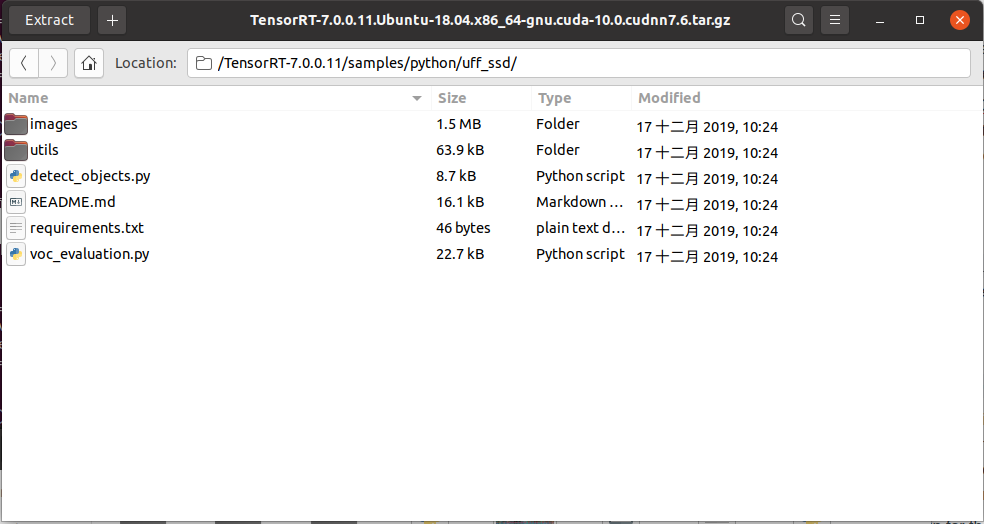 Extract TensorRT-7.0.0.11.Ubuntu-18.04.x86_64-gnu.cuda-10.0.cudnn7.6.tar.gz
Location: /TensorRT-7.0.0.11/samples/python/uff_ssd/
Name Size Type Modified
images 1.5 MB Folder 17 十二月 2019, 10:24
utils 63.9 kB Folder 17 十二月 2019, 10:24
detect_objects.py 8.7 kB Python script 17 十二月 2019, 10:24
README.md 16.1 kB Markdown ... 17 十二月 2019, 10:24
requirements.txt 46 bytes plain text d... 17 十二月 2019, 10:24
voc_evaluation.py 22.7 kB Python script 17 十二月 2019, 10:24